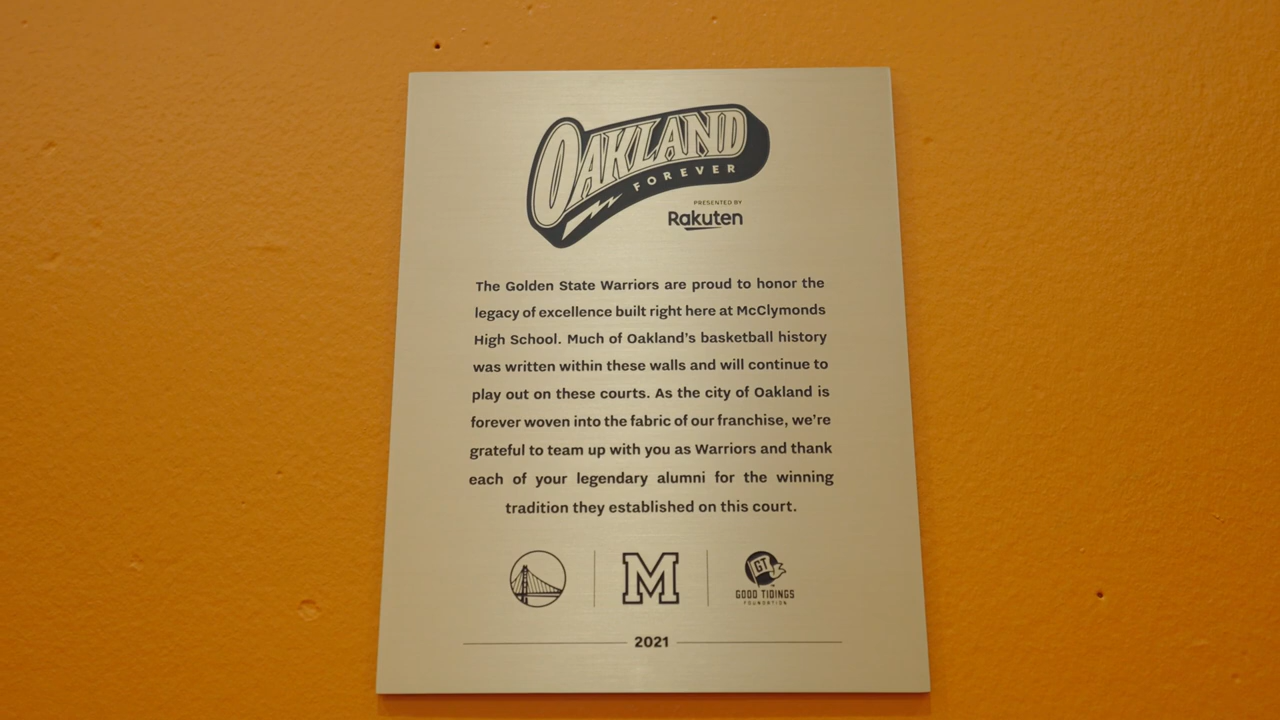 OAKLAND
FOREVER
PRESENTED BY
Rakuten
The Golden State Warriors are proud to honor the
legacy of excellence built right here at McClymonds
High School. Much of Oakland's basketball history
was written within these walls and will continue to
play out on these courts. As the city of Oakland is
forever woven into the fabric of our franchise, we're
grateful to team up with you as Warriors and thank
each of your legendary alumni for the winning
tradition they established on this court.
M
GT
GOOD TIDINGS
FOUNDATION
2021